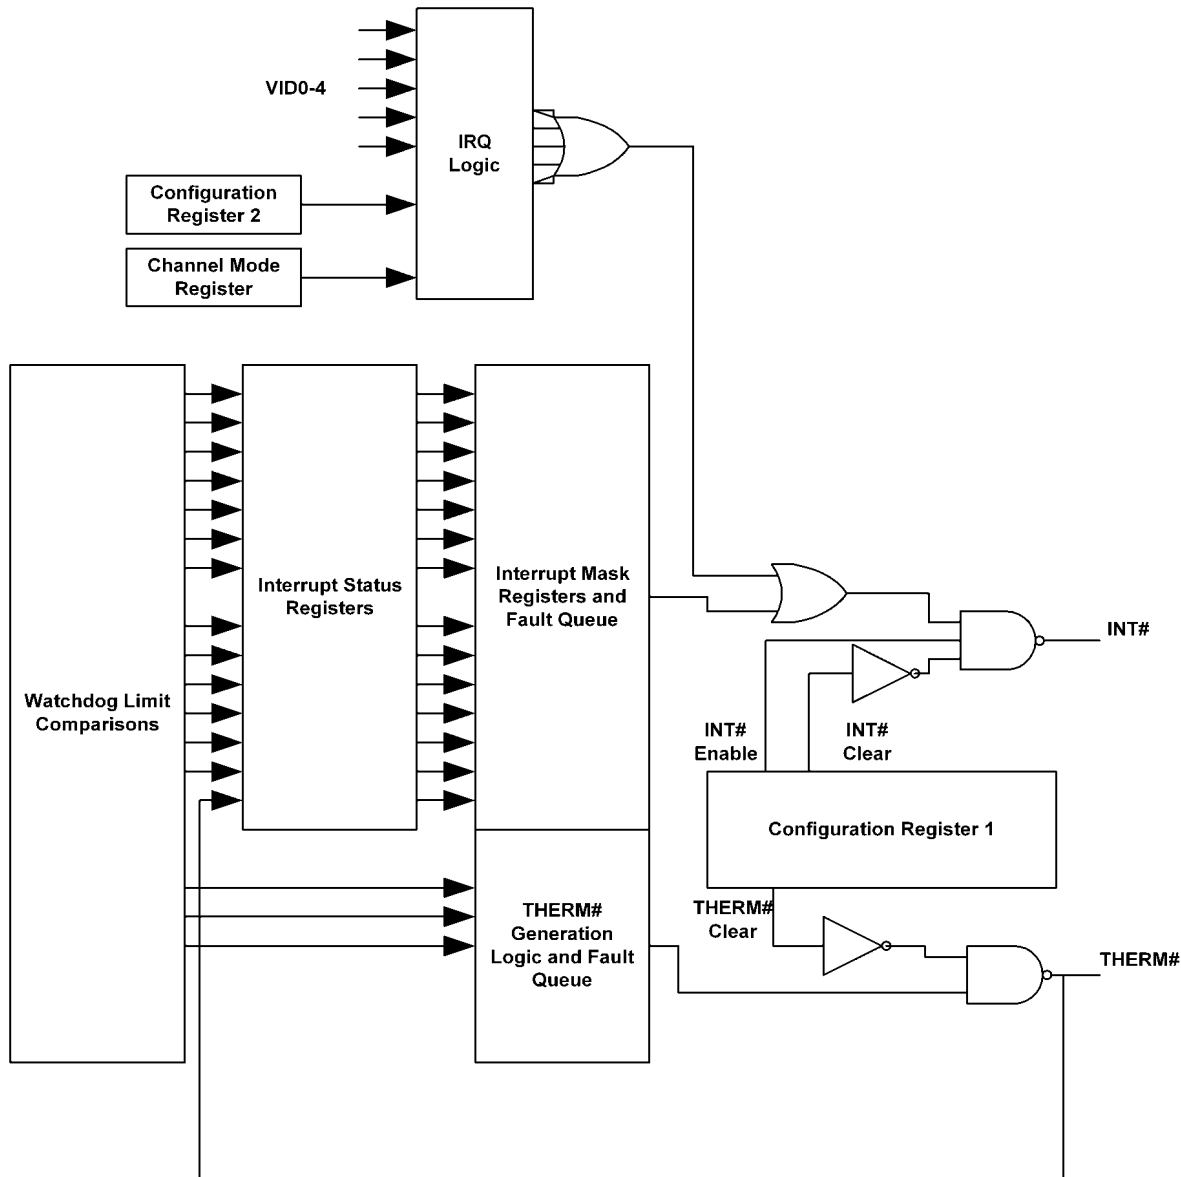 VID0-4
IRQ
Logic
Configuration
Register 2
Channel Mode
Register
Watchdog Limit
Comparisons
Interrupt Status
Registers
Interrupt Mask
Registers and
Fault Queue
INT#
INT#
Enable
INT#
Clear
Configuration Register 1
THERM#
Generation
Logic and Fault
Queue
THERM#
Clear
THERM#